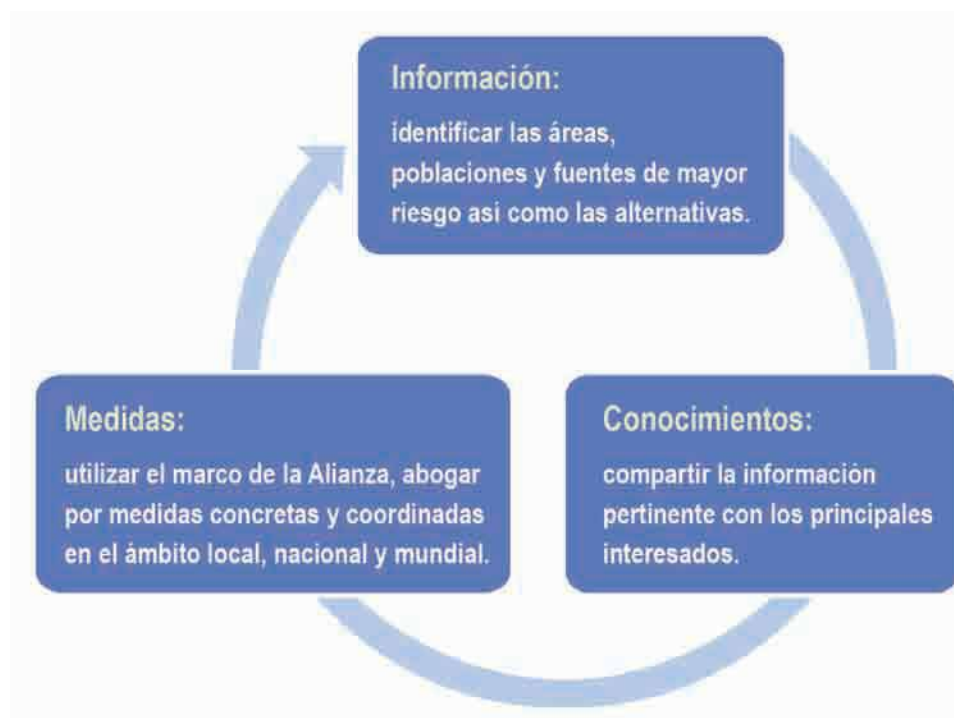 Información:
identificar las áreas,
poblaciones y fuentes de mayor
riesgo asi como las alternativas.
Medidas:
utilizar el marco de la Alianza, abogar
por medidas concretas y coordinadas
en el ámbito local, nacional y mundial.
Conocimientos:
compartir la información
pertinente con los principales
interesados.